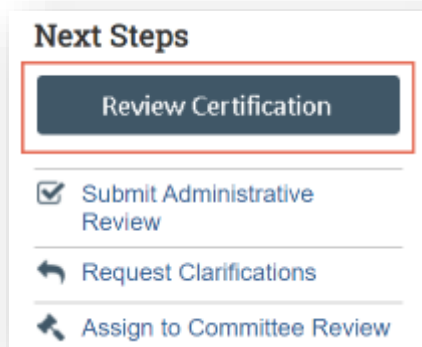 Next Steps
Review Certification
Submit Administrative
Review
Request Clarifications
Assign to Committee Review